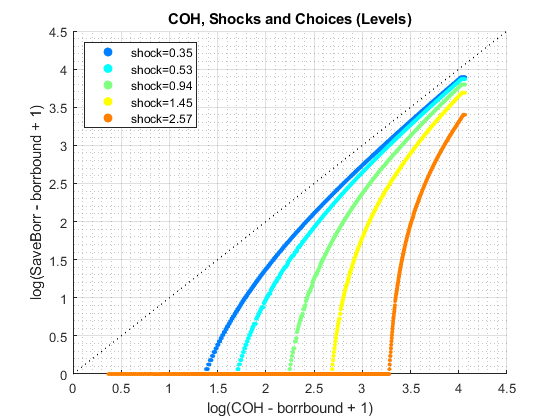 COH, Shocks and Choices (Levels)
4.5
4
3.5
3
2.5
2
1.5
1
0.5
0
log(SaveBorr - borrbound + 1)
shock=0.35
shock=0.53
shock=0.94
shock=1.45
shock=2.57
0 0.5 1 1.5 2 2.5 3 3.5 4 4.5
log(COH - borrbound + 1)